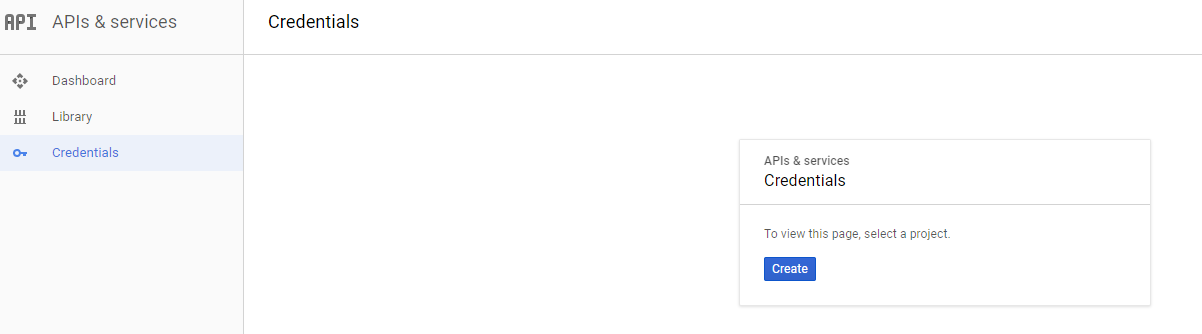 API APIs & services
Credentials
Dashboard
Library
Credentials
APIs & services
Credentials
To view this page, select a project.
Create